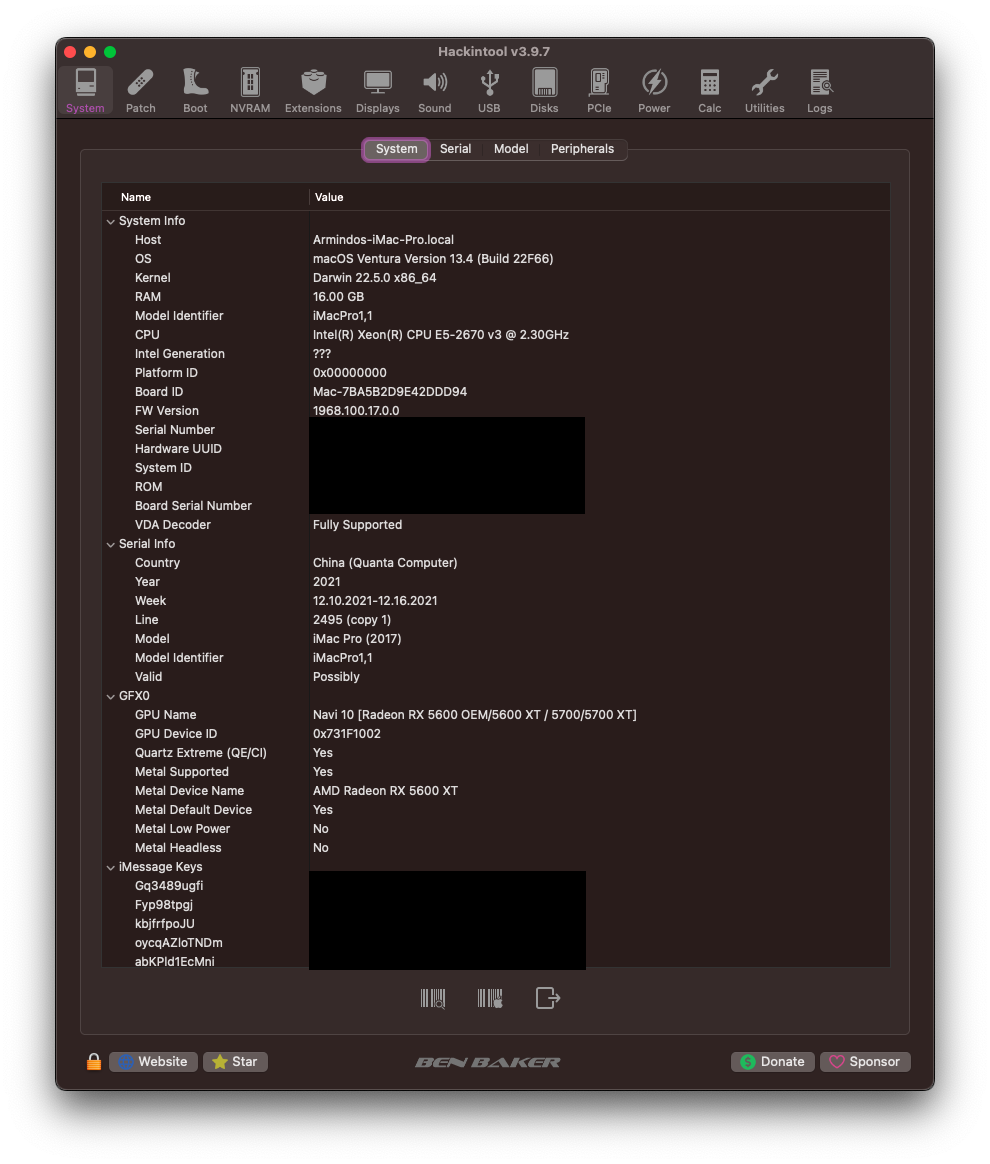 Hackintool v3.9.7
System Patch Boot NVRAM Extensions Displays Sound USB Disks PCIe Power Calc Utilities Logs
System Serial Model Peripherals
Name Value
System Info
Host Armindos-iMac-Pro.local
OS macOS Ventura Version 13.4 (Build 22F66)
Kernel Darwin 22.5.0 x86_64
RAM 16.00 GB
Model Identifier iMacPro1,1
CPU Intel(R) Xeon(R) CPU E5-2670 v3 @ 2.30GHz
Intel Generation ???
Platform ID 0x00000000
Board ID Mac-7BA5B2D9E42DDD94
FW Version 1968.100.17.0.0
Serial Number
Hardware UUID
System ID
ROM
Board Serial Number
VDA Decoder Fully Supported
Serial Info
Country China (Quanta Computer)
Year 2021
Week 12.10.2021-12.16.2021
Line 2495 (copy 1)
Model iMac Pro (2017)
Model Identifier iMacPro1,1
Valid Possibly
GFX0
GPU Name Navi 10 [Radeon RX 5600 OEM/5600 XT / 5700/5700 XT]
GPU Device ID 0x731F1002
Quartz Extreme (QE/CI) Yes
Metal Supported Yes
Metal Device Name AMD Radeon RX 5600 XT
Metal Default Device Yes
Metal Low Power No
Metal Headless No
iMessage Keys
Gq3489ugfi
Fyp98tpgj
kbjfrfpoJU
oycqAZloTNDm
abKPld1EcMni
Website Star BEN BAKER Donate Sponsor